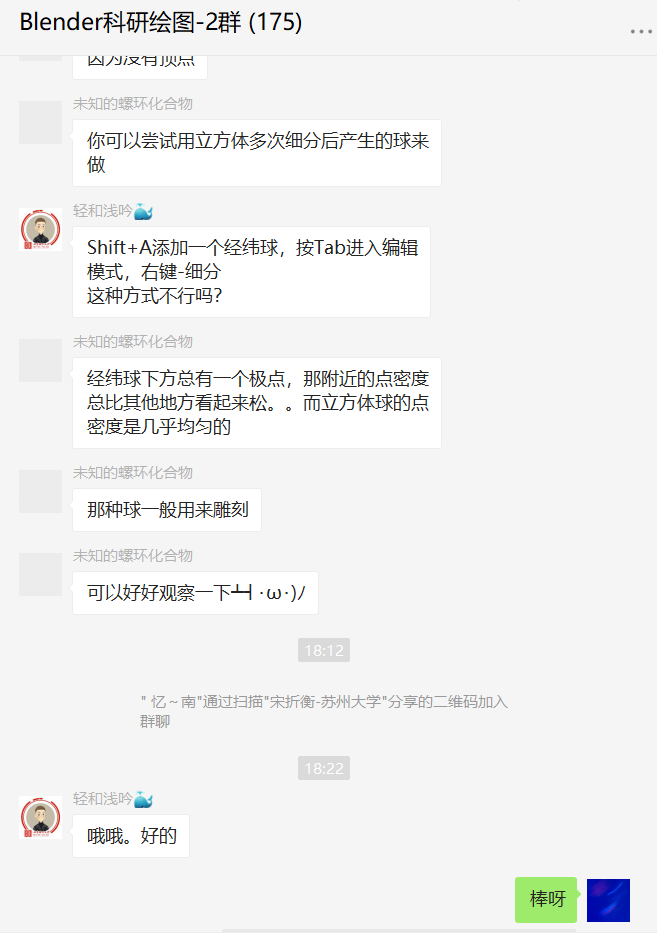 Blender科研绘图-2群 (175)
因为没有顶点
未知的螺环化合物
你可以尝试用立方体多次细分后产生的球来
做
轻和浅吟🐳
Shift+A添加一个经纬球，按Tab进入编辑
模式，右键-细分
这种方式不行吗?
未知的螺环化合物
经纬球下方总有一个极点，那附近的点密度
总比其他地方看起来松。。而立方体球的点
密度是几乎均匀的
未知的螺环化合物
那种球一般用来雕刻
未知的螺环化合物
可以好好观察一下┻┫･ω･)ﾉ
18:12
" 忆～南"通过扫描"宋折衡-苏州大学"分享的二维码加入
群聊
18:22
轻和浅吟🐳
哦哦。好的
棒呀